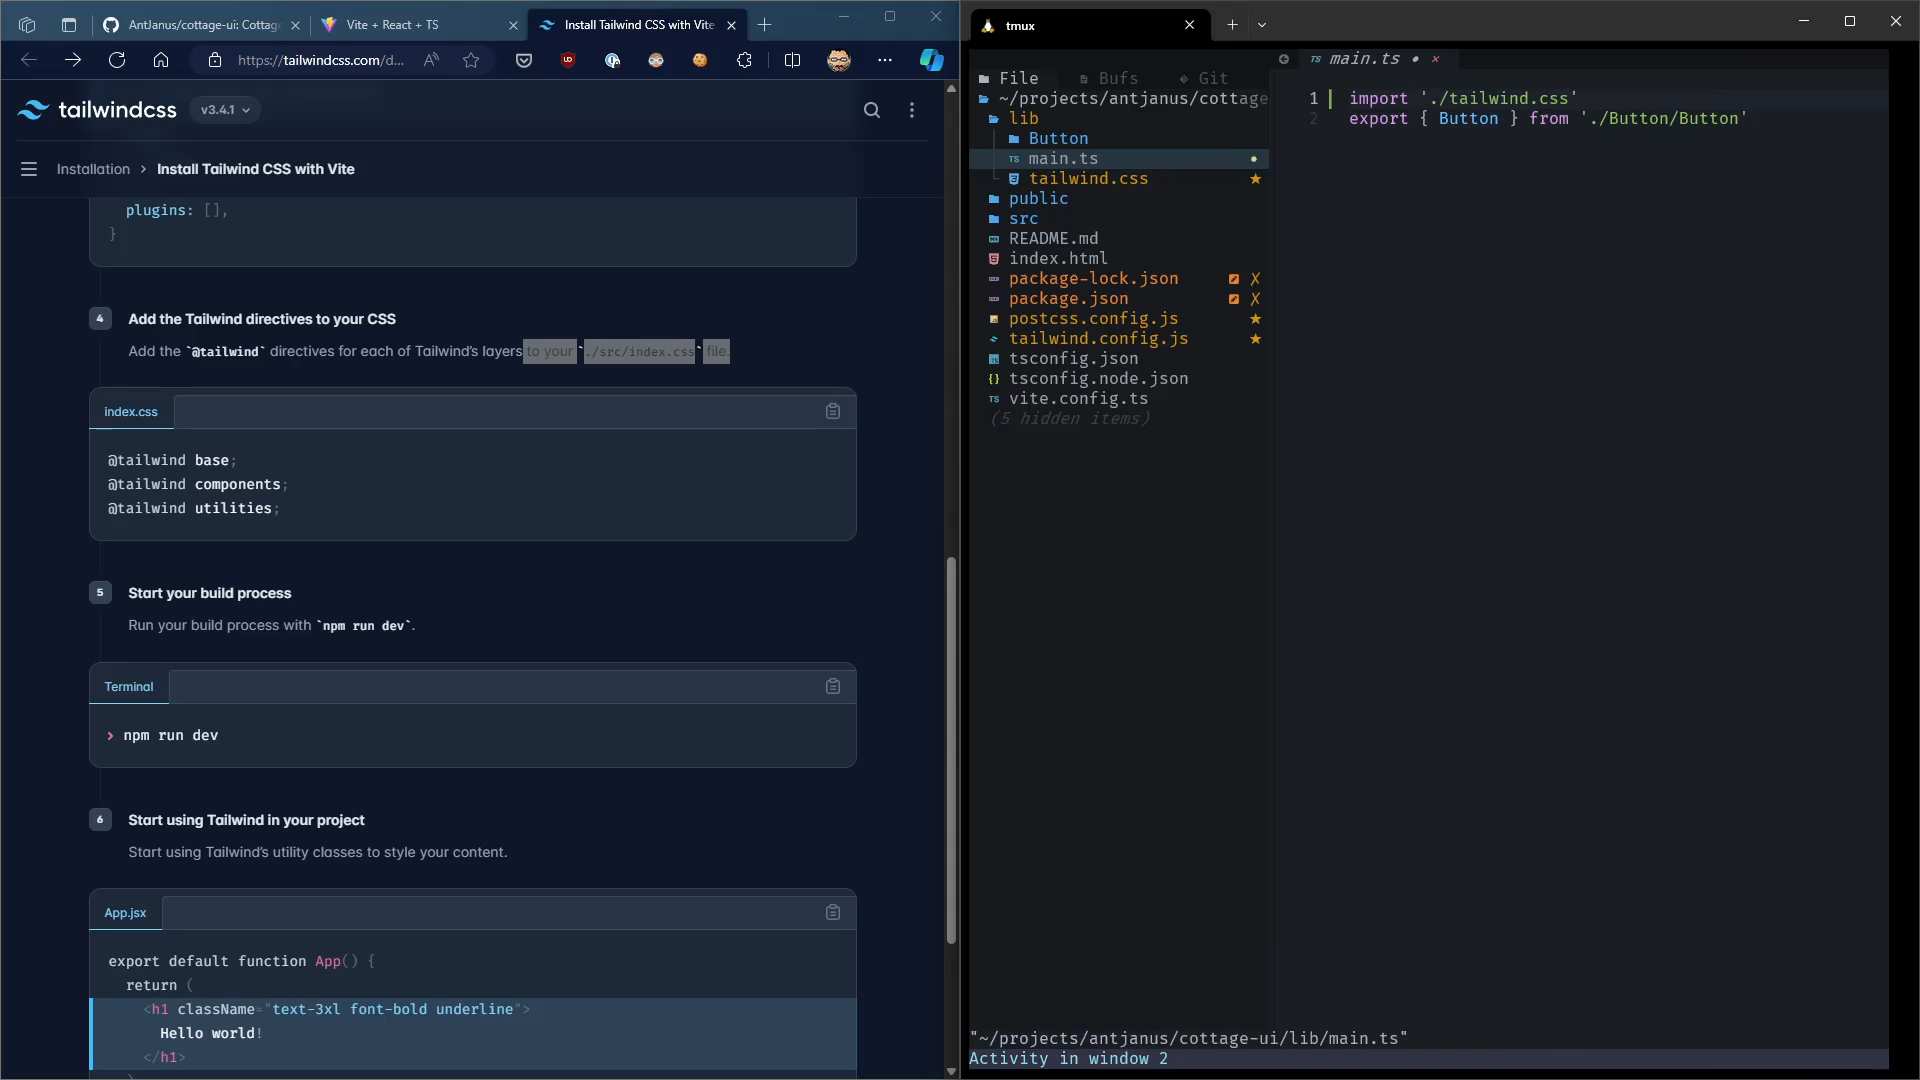 AntJanus/cottage-ui: Cottag
Vite + React + TS
Install Tailwind CSS with Vite
https://tailwindcss.com/d...
tailwindcss
v3.4.1
Installation › Install Tailwind CSS with Vite
plugins: [],
}
4
Add the Tailwind directives to your CSS
Add the `@tailwind` directives for each of Tailwind's layers to your `./src/index.css` file.
index.css
@tailwind base;
@tailwind components;
@tailwind utilities;
5
Start your build process
Run your build process with `npm run dev`.
Terminal
> npm run dev
6
Start using Tailwind in your project
Start using Tailwind's utility classes to style your content.
App.jsx
export default function App() {
return (
<h1 className="text-3xl font-bold underline">
Hello world!
</h1>
tmux
TS main.ts ● ×
File Bufs Git
~/projects/antjanus/cottage
lib
Button
TS main.ts
tailwind.css ★
public
src
README.md
index.html
package-lock.json
package.json
postcss.config.js ★
tailwind.config.js ★
tsconfig.json
{} tsconfig.node.json
TS vite.config.ts
(5 hidden items)
1 import './tailwind.css'
2 export { Button } from './Button/Button'
"~/projects/antjanus/cottage-ui/lib/main.ts"
Activity in window 2